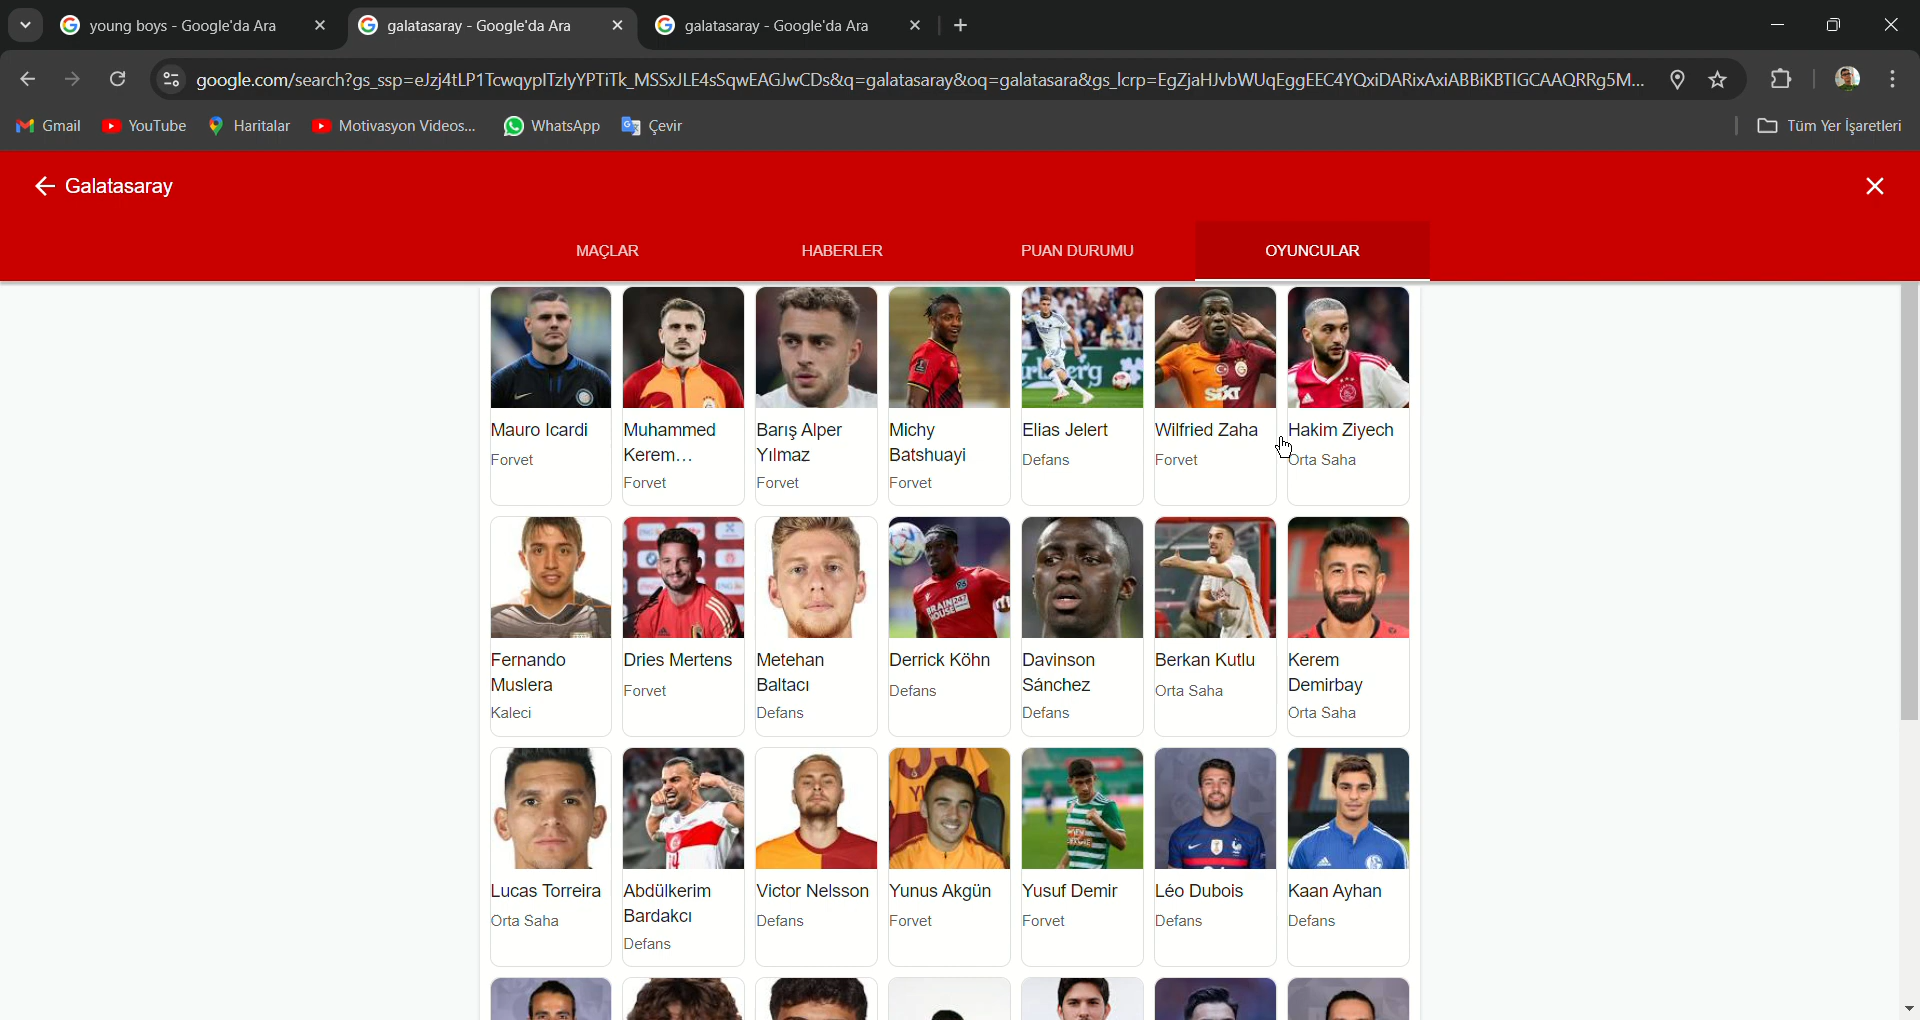 young boys - Google'da Ara
galatasaray - Google'da Ara
galatasaray - Google'da Ara
google.com/search?gs_ssp=eJzj4tLP1TcwqypITzIyYPTiTk_MSSxJLE4sSqwEAGJwCDs&q=galatasaray&oq=galatasara&gs_lcrp=EgZjaHJvbWUqEggEEC4YQxiDARixAxiABBiKBTIGCAAQRRg5M...
Gmail YouTube Haritalar Motivasyon Videos... WhatsApp Çevir Tüm Yer İşaretleri
Galatasaray
MAÇLAR HABERLER PUAN DURUMU OYUNCULAR
SIXT
Mauro Icardi
Forvet
Muhammed
Kerem...
Forvet
Barış Alper
Yılmaz
Forvet
Michy
Batshuayi
Forvet
Elias Jelert
Defans
Wilfried Zaha
Forvet
Hakim Ziyech
Orta Saha
BRAINHOUSE
96
Fernando
Muslera
Kaleci
Dries Mertens
Forvet
Metehan
Baltacı
Defans
Derrick Köhn
Defans
Davinson
Sánchez
Defans
Berkan Kutlu
Orta Saha
Kerem
Demirbay
Orta Saha
Lucas Torreira
Orta Saha
Abdülkerim
Bardakcı
Defans
Victor Nelsson
Defans
Yunus Akgün
Forvet
Yusuf Demir
Forvet
Léo Dubois
Defans
Kaan Ayhan
Defans